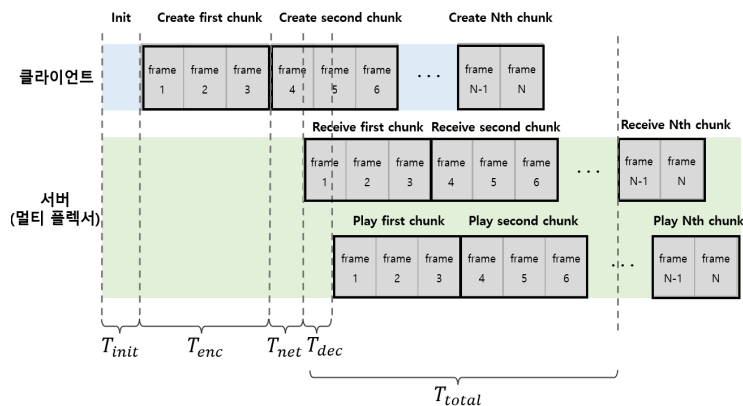 Init Create first chunk Create second chunk Create Nth chunk
클라이언트
frame frame frame frame frame frame ··· frame frame
1 2 3 4 5 6 N-1 N
Receive first chunk Receive second chunk Receive Nth chunk
frame frame frame frame frame frame ··· frame frame
1 2 3 4 5 6 N-1 N
서버
(멀티 플렉서)
Play first chunk Play second chunk Play Nth chunk
frame frame frame frame frame frame ··· frame frame
1 2 3 4 5 6 N-1 N
T_init T_enc T_net T_dec
T_total